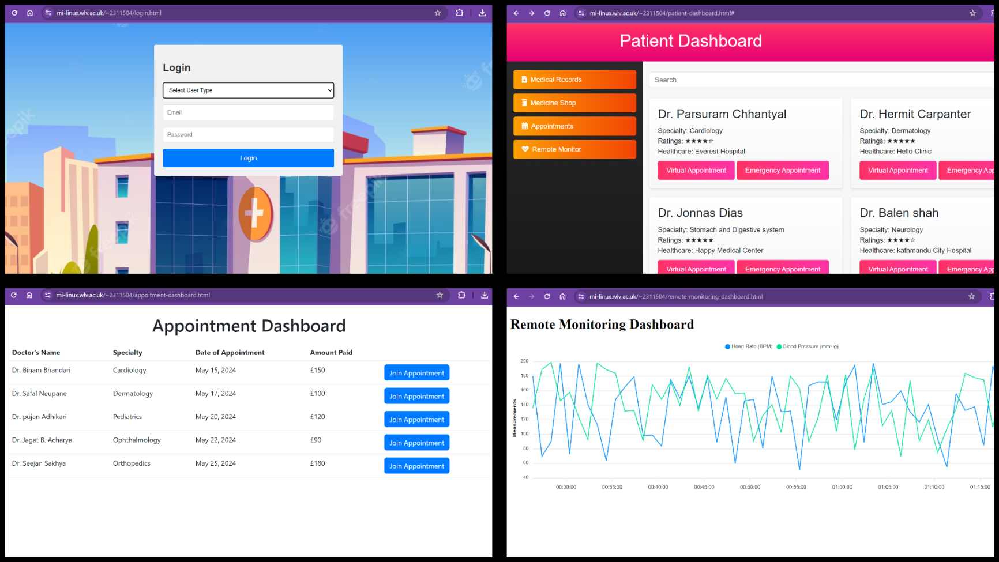 mi-linux.wlv.ac.uk/~2311504/login.html
Login
Select User Type
Email
Password
Login
freepik
freepik
freepik
mi-linux.wlv.ac.uk/~2311504/patient-dashboard.html#
Patient Dashboard
Medical Records
Medicine Shop
Appointments
Remote Monitor
Search
Dr. Parsuram Chhantyal
Specialty: Cardiology
Ratings: ★★★★☆
Healthcare: Everest Hospital
Virtual Appointment Emergency Appointment
Dr. Hermit Carpanter
Specialty: Dermatology
Ratings: ★★★★★
Healthcare: Hello Clinic
Virtual Appointment Emergency App
Dr. Jonnas Dias
Specialty: Stomach and Digestive system
Ratings: ★★★★★
Healthcare: Happy Medical Center
Virtual Appointment Emergency Appointment
Dr. Balen shah
Specialty: Neurology
Ratings: ★★★★☆
Healthcare: kathmandu City Hospital
Virtual Appointment Emergency App
mi-linux.wlv.ac.uk/~2311504/appoitment-dashboard.html
Appointment Dashboard
Doctor's Name Specialty Date of Appointment Amount Paid
Dr. Binam Bhandari Cardiology May 15, 2024 £150 Join Appointment
Dr. Safal Neupane Dermatology May 17, 2024 £100 Join Appointment
Dr. pujan Adhikari Pediatrics May 20, 2024 £120 Join Appointment
Dr. Jagat B. Acharya Ophthalmology May 22, 2024 £90 Join Appointment
Dr. Seejan Sakhya Orthopedics May 25, 2024 £180 Join Appointment
mi-linux.wlv.ac.uk/~2311504/remote-monitoring-dashboard.html
Remote Monitoring Dashboard
Heart Rate (BPM) Blood Pressure (mmHg)
Measurements
200
180
160
140
120
100
80
60
40
00:30:00 00:35:00 00:40:00 00:45:00 00:50:00 00:55:00 01:00:00 01:05:00 01:10:00 01:15:00